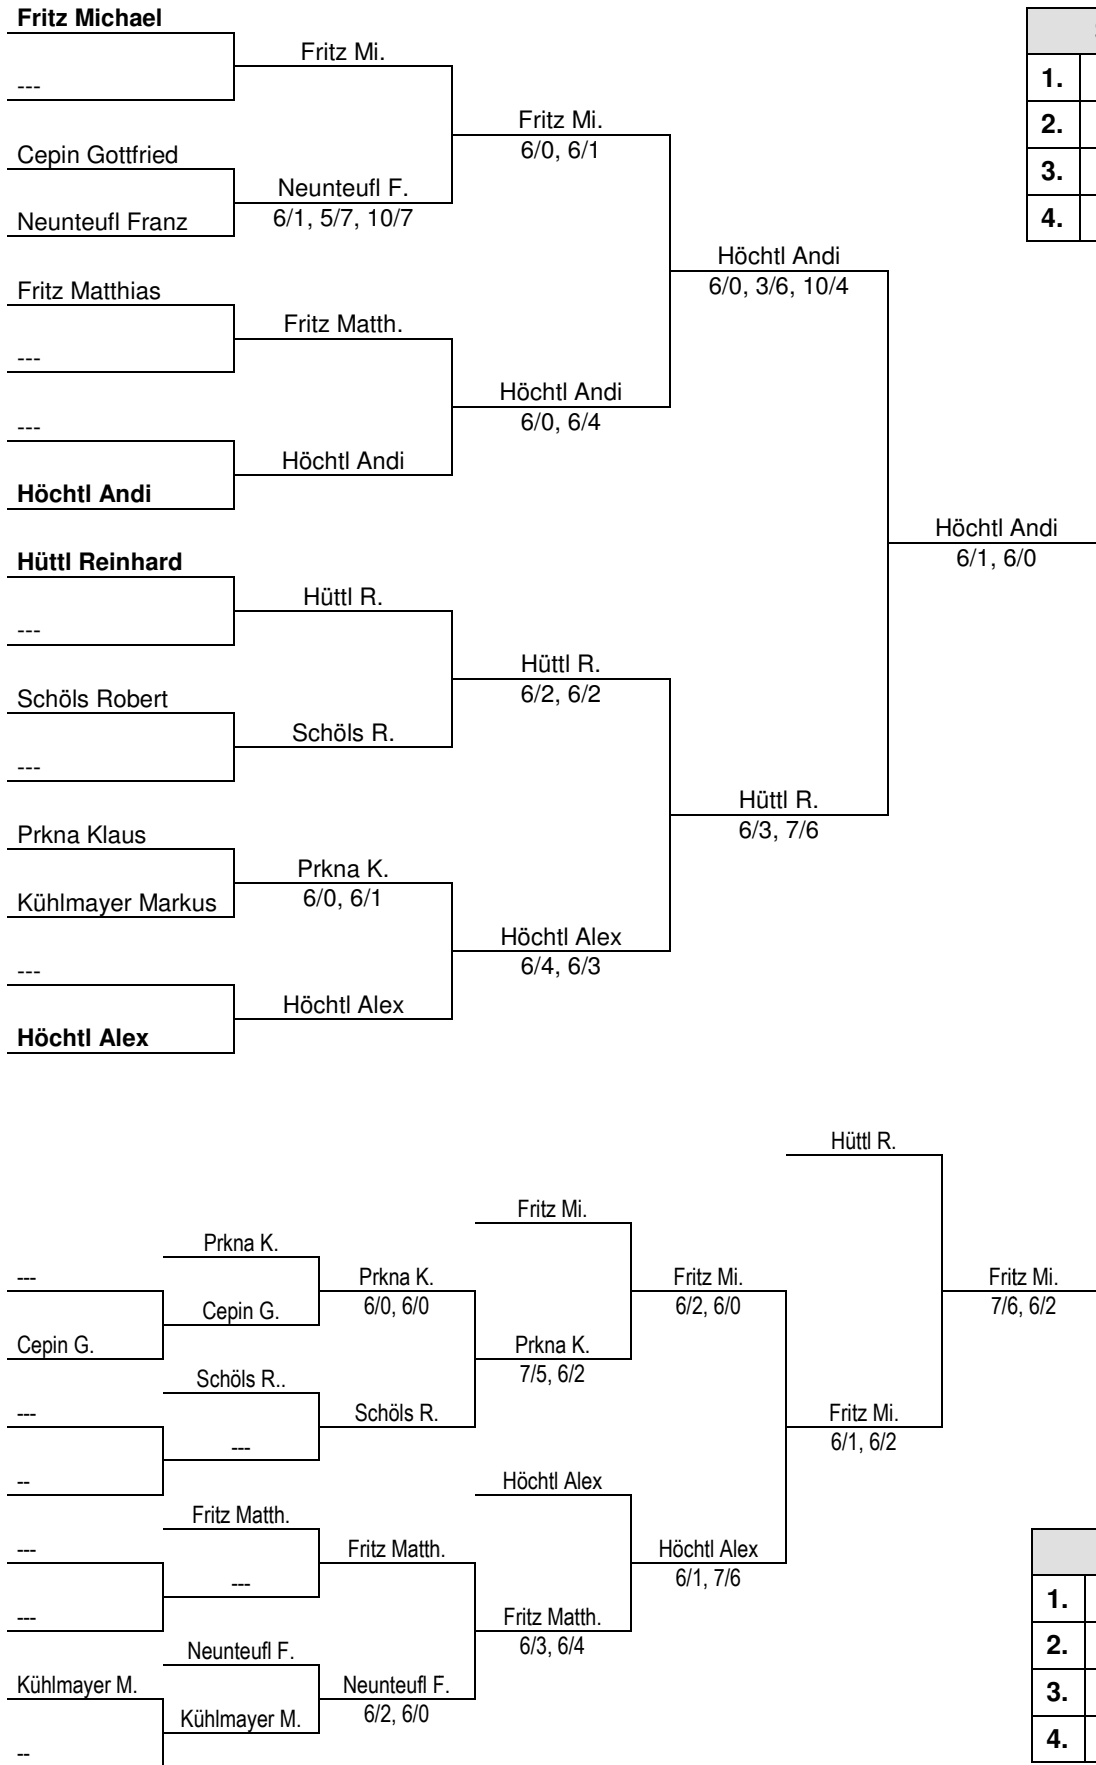 Fritz Michael
Fritz Mi.
---
Fritz Mi.
6/0, 6/1
Cepin Gottfried
Neunteufl F.
6/1, 5/7, 10/7
Neunteufl Franz
Höchtl Andi
6/0, 3/6, 10/4
Fritz Matthias
Fritz Matth.
---
Höchtl Andi
6/0, 6/4
---
Höchtl Andi
Höchtl Andi
Höchtl Andi
6/1, 6/0
Hüttl Reinhard
Hüttl R.
---
Hüttl R.
6/2, 6/2
Schöls Robert
Schöls R.
---
Hüttl R.
6/3, 7/6
Prkna Klaus
Prkna K.
6/0, 6/1
Kühlmayer Markus
Höchtl Alex
6/4, 6/3
---
Höchtl Alex
Höchtl Alex
1.
2.
3.
4.
Hüttl R.
Fritz Mi.
Prkna K.
---
Prkna K.
6/0, 6/0
Fritz Mi.
6/2, 6/0
Fritz Mi.
7/6, 6/2
Cepin G.
Cepin G.
Prkna K.
7/5, 6/2
Schöls R..
---
Schöls R.
Fritz Mi.
6/1, 6/2
---
--
Höchtl Alex
Fritz Matth.
---
Fritz Matth.
Höchtl Alex
6/1, 7/6
---
---
Fritz Matth.
6/3, 6/4
Neunteufl F.
Kühlmayer M.
Neunteufl F.
6/2, 6/0
Kühlmayer M.
--
1.
2.
3.
4.